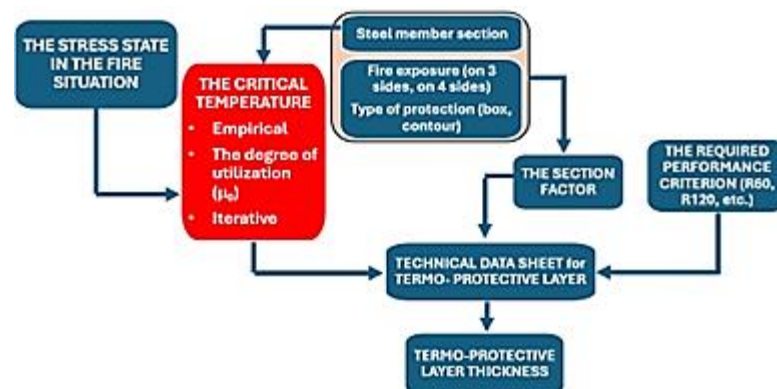 THE STRESS STATE
IN THE FIRE
SITUATION
THE CRITICAL
TEMPERATURE
• Empirical
• The degree of
utilization
(μ₀)
• Iterative
Steel member section
Fire exposure (on 3
sides, on 4 sides)
Type of protection (box,
contour)
THE SECTION
FACTOR
THE REQUIRED
PERFORMANCE
CRITERION (R60,
R120, etc.)
TECHNICAL DATA SHEET for
TERMO- PROTECTIVE LAYER
TERMO-PROTECTIVE
LAYER THICKNESS